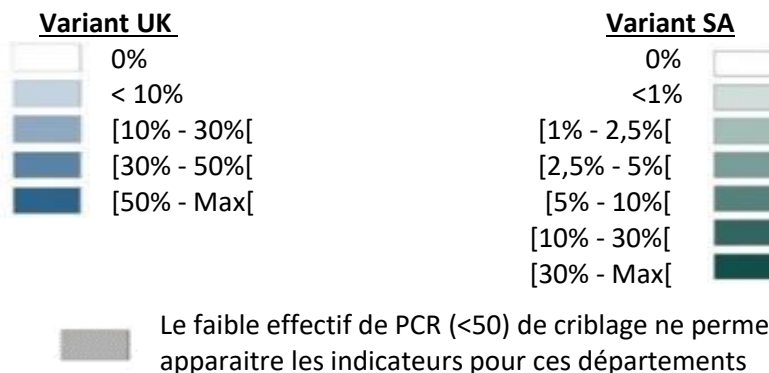 Variant UK
0%
< 10%
[10% - 30%[
[30% - 50%[
[50% - Max[
Variant SA
0%
<1%
[1% - 2,5%[
[2,5% - 5%[
[5% - 10%[
[10% - 30%[
[30% - Max[
Le faible effectif de PCR (<50) de criblage ne perme
apparaitre les indicateurs pour ces départements